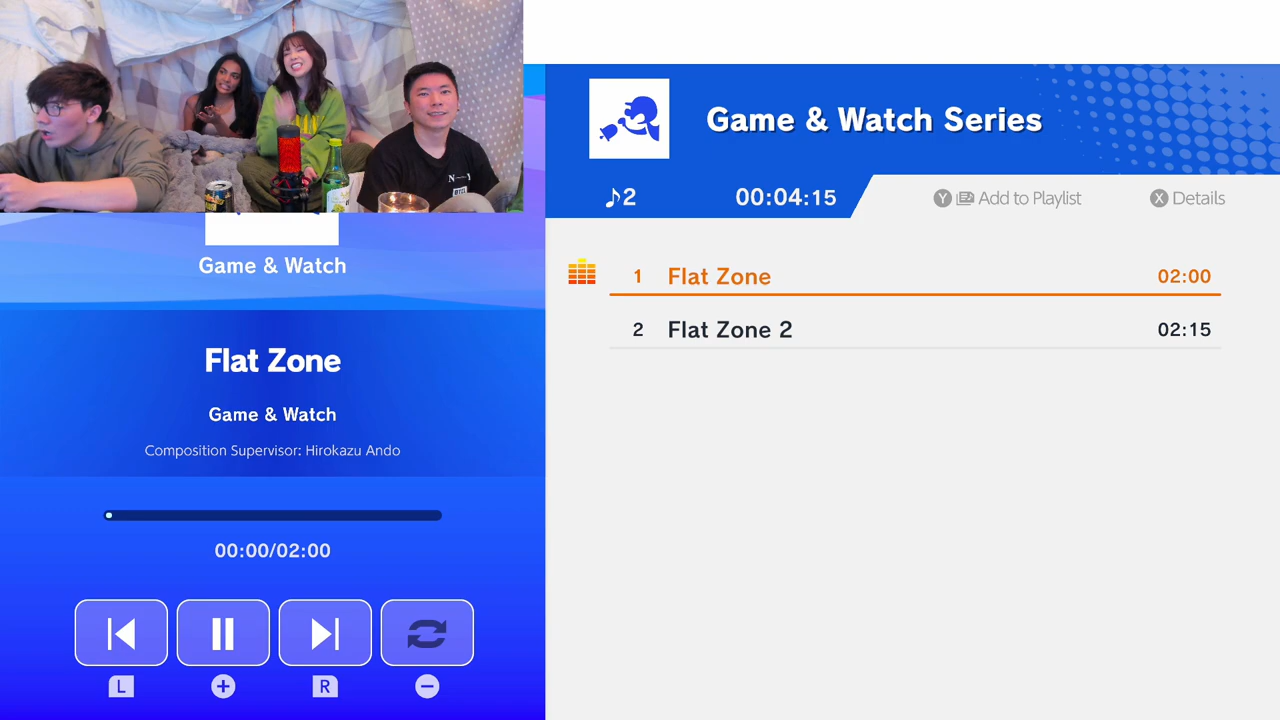 Game & Watch
Flat Zone
Game & Watch
Composition Supervisor: Hirokazu Ando
00:00/02:00
L
+
R
−
Game & Watch Series
♪2 00:04:15
Y Add to Playlist
X Details
1 Flat Zone 02:00
2 Flat Zone 2 02:15